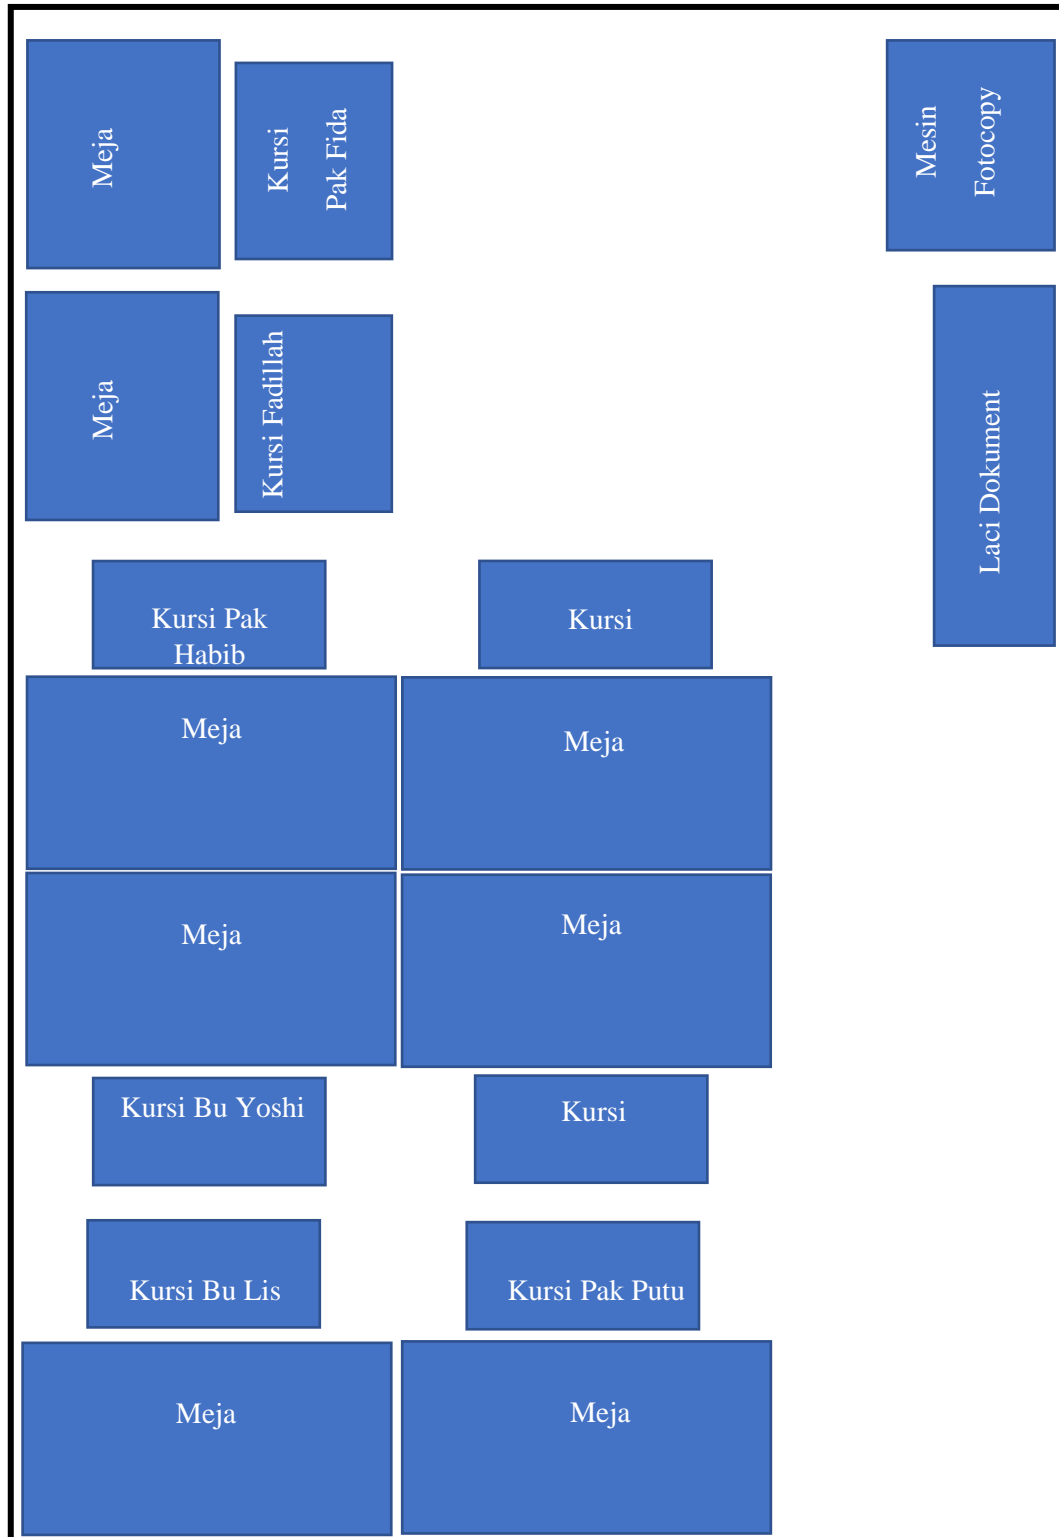 Meja
Kursi
Pak Fida
Mesin
Fotocopy
Meja
Kursi Fadillah
Laci Dokument
Kursi Pak
Habib
Kursi
Meja
Meja
Meja
Meja
Kursi Bu Yoshi
Kursi
Kursi Bu Lis
Kursi Pak Putu
Meja
Meja